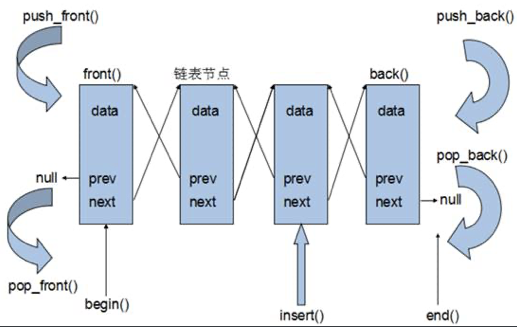 push_front()
push_back()
front()
链表节点
back()
data
data
data
data
pop_back()
null
prev
prev
prev
prev
next
next
next
next
null
pop_front()
begin()
insert()
end()